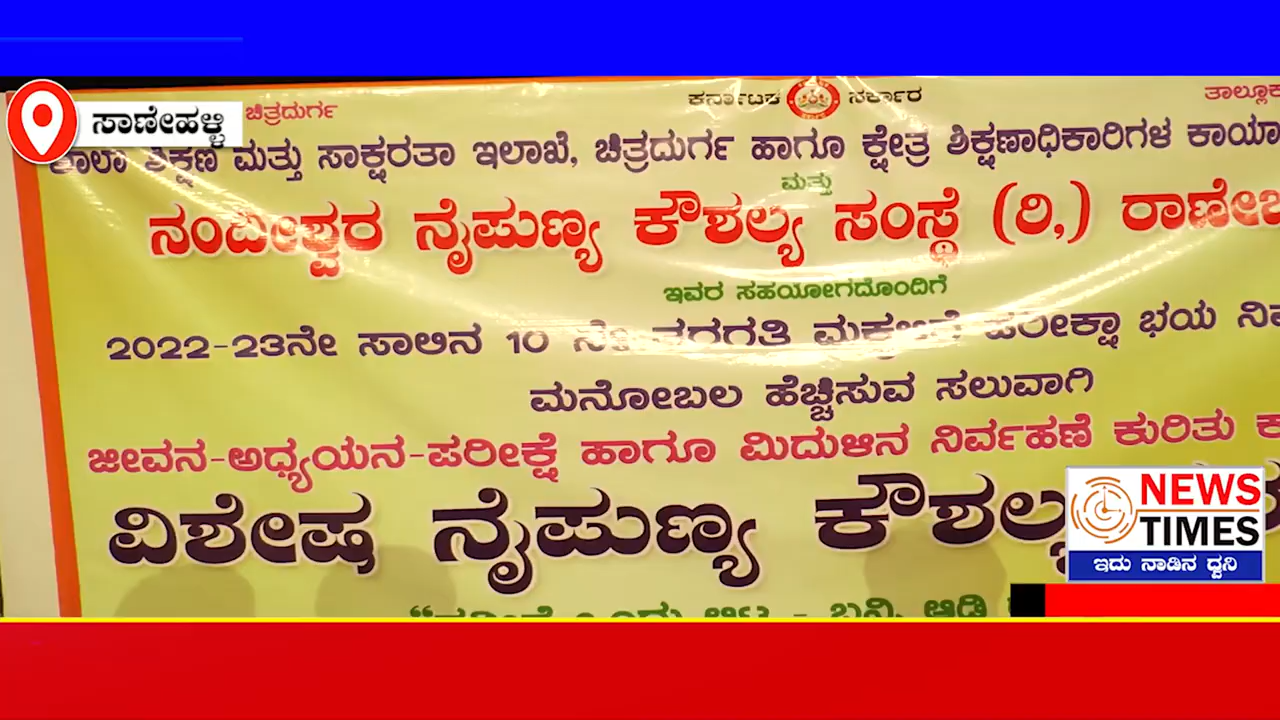 ಸಾಣೇಹಳ್ಳಿ
ಚಿತ್ರದುರ್ಗ ಕರ್ನಾಟಕ ಸರ್ಕಾರ
ಶಿಕ್ಷಣ ಮತ್ತು ಸಾಕ್ಷರತಾ ಇಲಾಖೆ, ಚಿತ್ರದುರ್ಗ ಹಾಗೂ ಕ್ಷೇತ್ರ ಶಿಕ್ಷಣಾಧಿಕಾರಿಗಳ
ಮತ್ತು
ನಂದೀಶ್ವರ ನೈಪುಣ್ಯ ಕೌಶಲ್ಯ ಸಂಸ್ಥೆ (ರಿ,)
ಇವರ ಸಹಯೋಗದೊಂದಿಗೆ
2022-23ನೇ ಸಾಲಿನ 10 ನೇ ತರಗತಿ ಮಕ್ಕಳಿಗೆ ಪರೀಕ್ಷಾ ಭಯ
ಮನೋಬಲ ಹೆಚ್ಚಿಸುವ ಸಲುವಾಗಿ
ಜೀವನ-ಅಧ್ಯಯನ-ಪರೀಕ್ಷೆ ಹಾಗೂ ಮಿದುಳಿನ ನಿರ್ವಹಣೆ ಕುರಿತು
ವಿಶೇಷ ನೈಪುಣ್ಯ ಕೌಶಲ್ಯ
NEWS
TIMES
ಇದು ನಾಡಿನ ಧ್ವನಿ